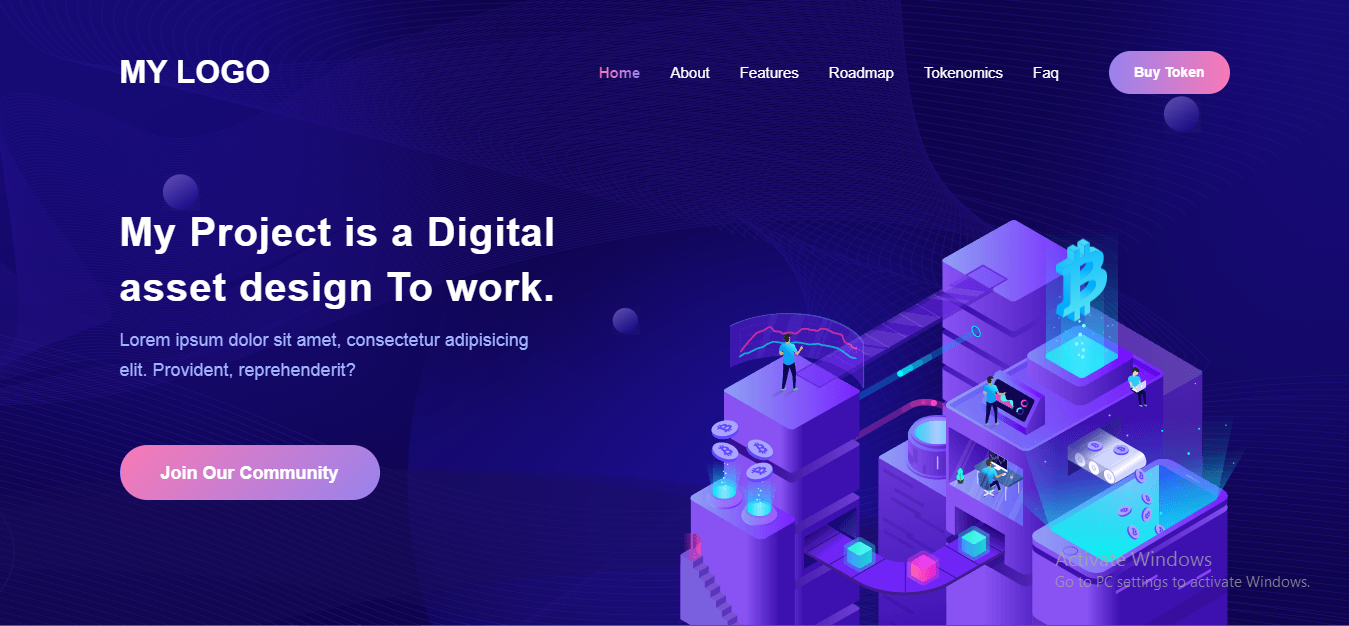 MY LOGO
Home About Features Roadmap Tokenomics Faq Buy Token
My Project is a Digital
asset design To work.
Lorem ipsum dolor sit amet, consectetur adipisicing
elit. Provident, reprehenderit?
Join Our Community
Activate Windows
Go to PC settings to activate Windows.